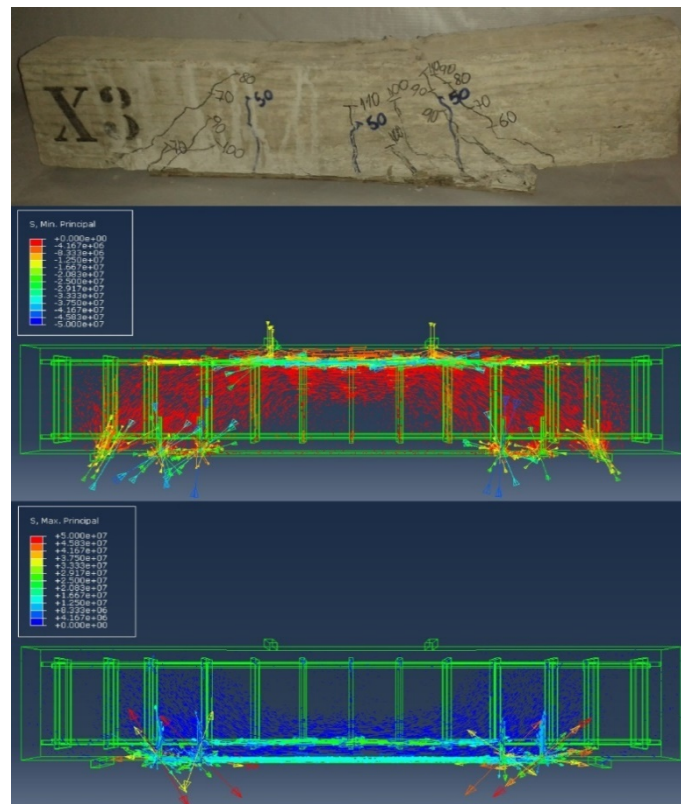 X3
80
70
50
90
100
70
110
50
100
100
90
80
90
50
70
60
90
S, Min. Principal
+0.000e+00
-4.167e+06
-8.333e+06
-1.250e+07
-1.667e+07
-2.083e+07
-2.500e+07
-2.917e+07
-3.333e+07
-3.750e+07
-4.167e+07
-4.583e+07
-5.000e+07
S, Max. Principal
+5.000e+07
+4.583e+07
+4.167e+07
+3.750e+07
+3.333e+07
+2.917e+07
+2.500e+07
+2.083e+07
+1.667e+07
+1.250e+07
+8.333e+06
+4.167e+06
+0.000e+00